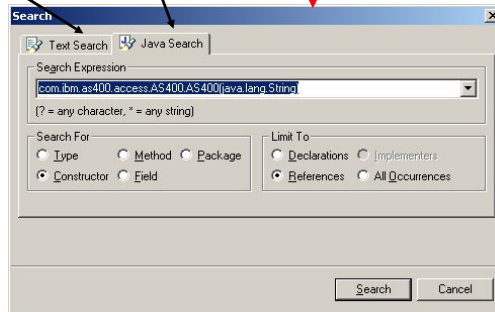 Search
Text Search Java Search
Search Expression
com.ibm.as400.access.AS400.AS400(java.lang.String)
(? = any character, * = any string)
Search For Limit To
Type Method Package Declarations Implementers
Constructor Field References All Occurrences
Search Cancel